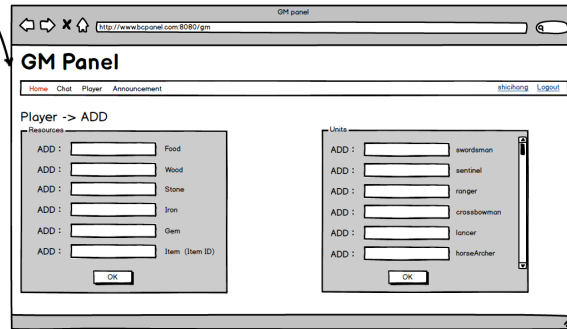 GM panel
http://www.bcpanel.com:8080/gm
GM Panel
Home Chat Player Announcement shicihang Logout
Player -> ADD
Resources
ADD : Food
ADD : Wood
ADD : Stone
ADD : Iron
ADD : Gem
ADD : Item (Item ID)
OK
Units
ADD : swordsman
ADD : sentinel
ADD : ranger
ADD : crossbowman
ADD : lancer
ADD : horseArcher
OK